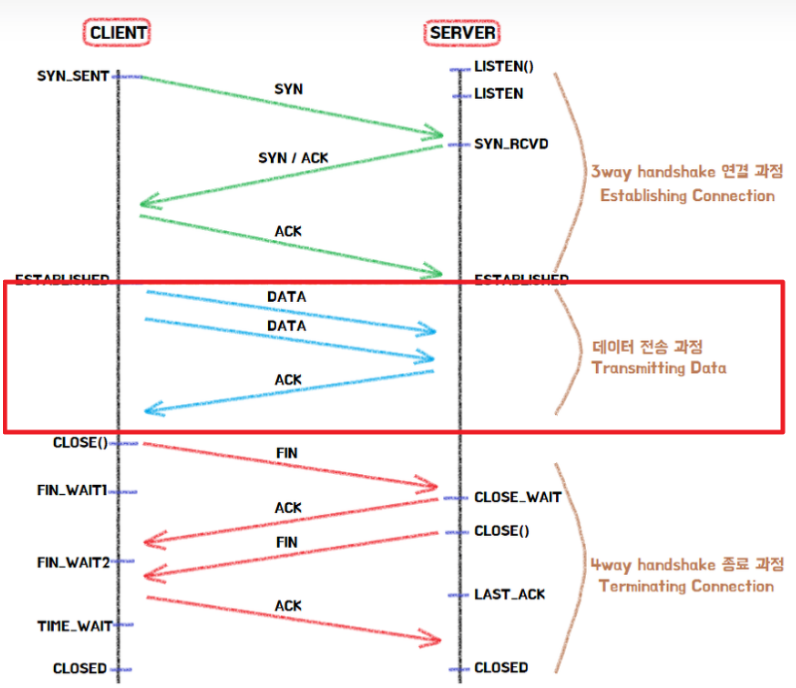 CLIENT
SERVER
SYN_SENT
LISTEN()
LISTEN
SYN
SYN_RCVD
SYN / ACK
3way handshake 연결 과정
Establishing Connection
ACK
ESTABLISHED
ESTABLISHED
DATA
DATA
데이터 전송 과정
Transmitting Data
ACK
CLOSE()
FIN
FIN_WAIT1
CLOSE_WAIT
ACK
CLOSE()
FIN
FIN_WAIT2
4way handshake 종료 과정
Terminating Connection
LAST_ACK
ACK
TIME_WAIT
CLOSED
CLOSED